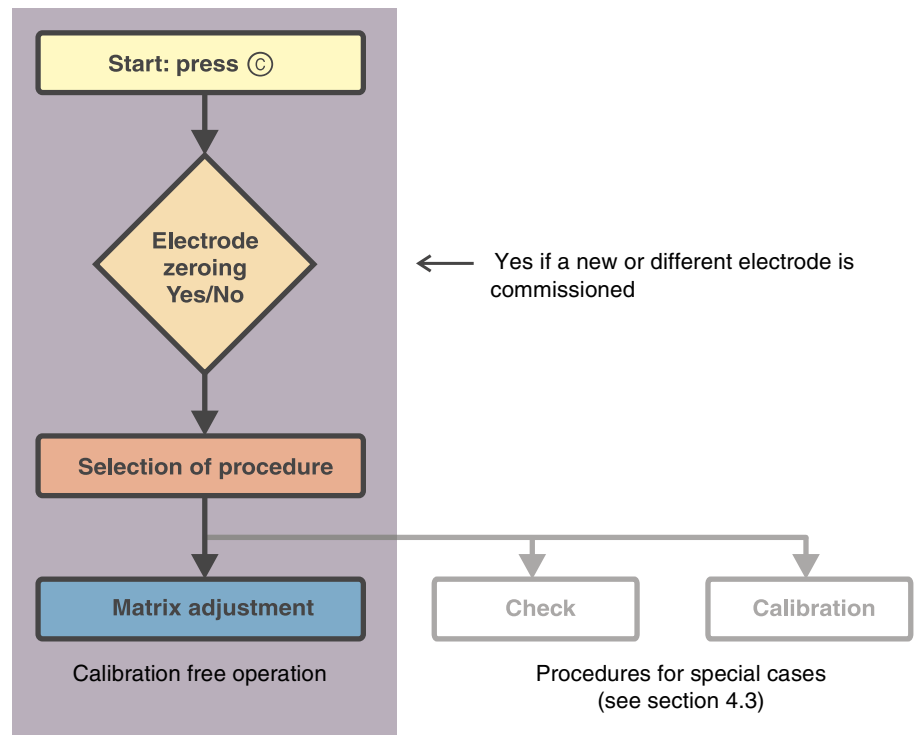 Start: press Ⓒ
Electrode
zeroing
Yes/No
Yes if a new or different electrode is
commissioned
Selection of procedure
Matrix adjustment
Check
Calibration
Calibration free operation
Procedures for special cases
(see section 4.3)